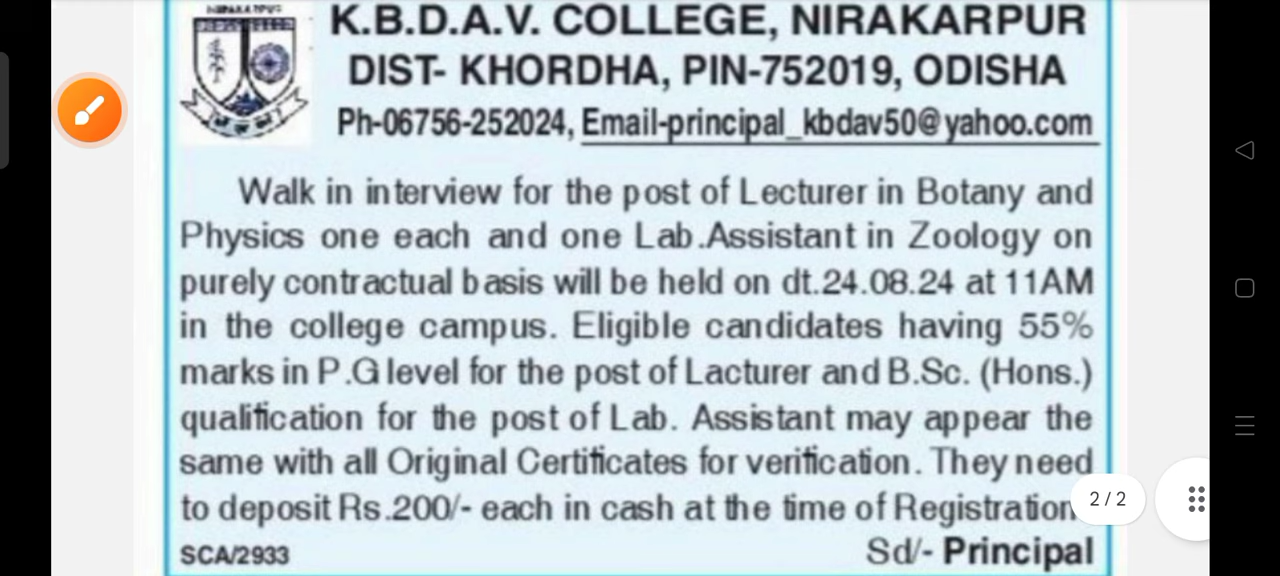 K.B.D.A.V. COLLEGE, NIRAKARPUR
DIST- KHORDHA, PIN-752019, ODISHA
Ph-06756-252024, Email-principal_kbdav50@yahoo.com
Walk in interview for the post of Lecturer in Botany and
Physics one each and one Lab.Assistant in Zoology on
purely contractual basis will be held on dt.24.08.24 at 11AM
in the college campus. Eligible candidates having 55%
marks in P.G level for the post of Lacturer and B.Sc. (Hons.)
qualification for the post of Lab. Assistant may appear the
same with all Original Certificates for verification. They need
to deposit Rs.200/- each in cash at the time of Registration
2 / 2
SCA/2933
Sd/- Principal